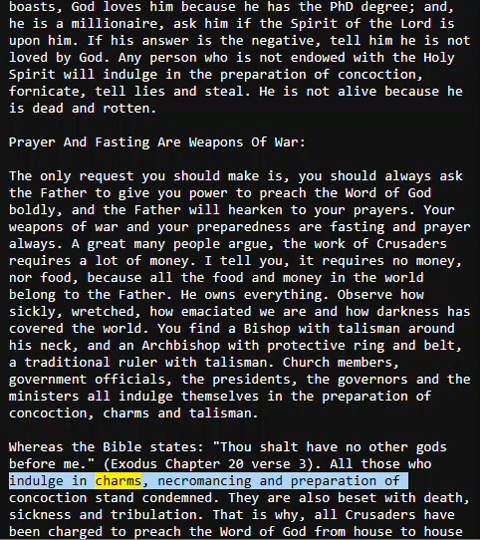 boasts, God loves him because he has the PhD degree; and,
he is a millionaire, ask him if the Spirit of the Lord is
upon him. If his answer is the negative, tell him he is not
loved by God. Any person who is not endowed with the Holy
Spirit will indulge in the preparation of concoction,
fornicate, tell lies and steal. He is not alive because he
is dead and rotten.

Prayer And Fasting Are Weapons Of War:

The only request you should make is, you should always ask
the Father to give you power to preach the Word of God
boldly, and the Father will hearken to your prayers. Your
weapons of war and your preparedness are fasting and prayer
always. A great many people argue, the work of Crusaders
requires a lot of money. I tell you, it requires no money,
nor food, because all the food and money in the world
belong to the Father. He owns everything. Observe how
sickly, wretched, how emaciated we are and how darkness has
covered the world. You find a Bishop with talisman around
his neck, and an Archbishop with protective ring and belt,
a traditional ruler with talisman. Church members,
government officials, the presidents, the governors and the
ministers all indulge themselves in the preparation of
concoction, charms and talisman.

Whereas the Bible states: "Thou shalt have no other gods
before me." (Exodus Chapter 20 verse 3). All those who
indulge in charms, necromancing and preparation of
concoction stand condemned. They are also beset with death,
sickness and tribulation. That is why, all Crusaders have
been charged to preach the Word of God from house to house